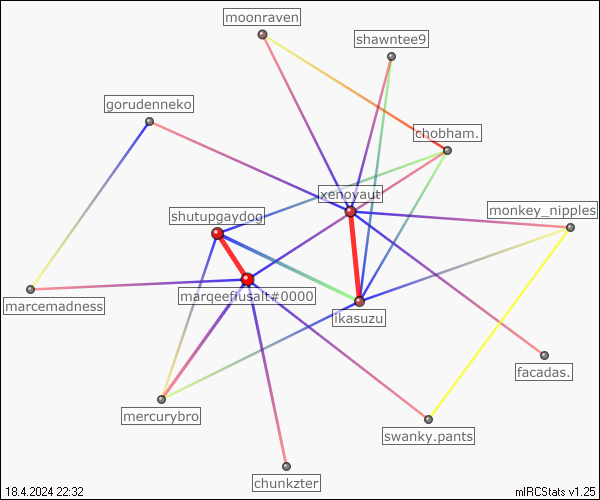 moonraven
shawntee9
gorudenneko
chobham.
xenoyaut
shutupgaydog
monkey_nipples
marqeefiusalt#0000
marcemadness
ikasuzu
facadas.
mercurybro
swanky.pants
chunkzter
18.4.2024 22:32
mIRCStats v1.25